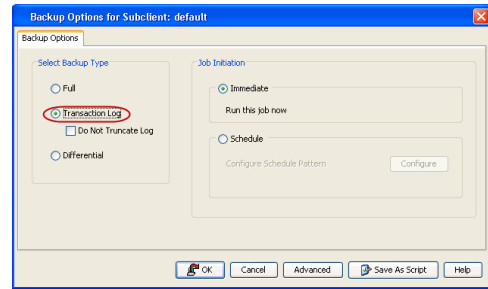 Backup Options for Subclient: default
Backup Options
Select Backup Type
Full
Transaction Log
Do Not Truncate Log
Differential
Job Initiation
Immediate
Run this job now
Schedule
Configure Schedule Pattern
Configure
OK
Cancel
Advanced
Save As Script
Help